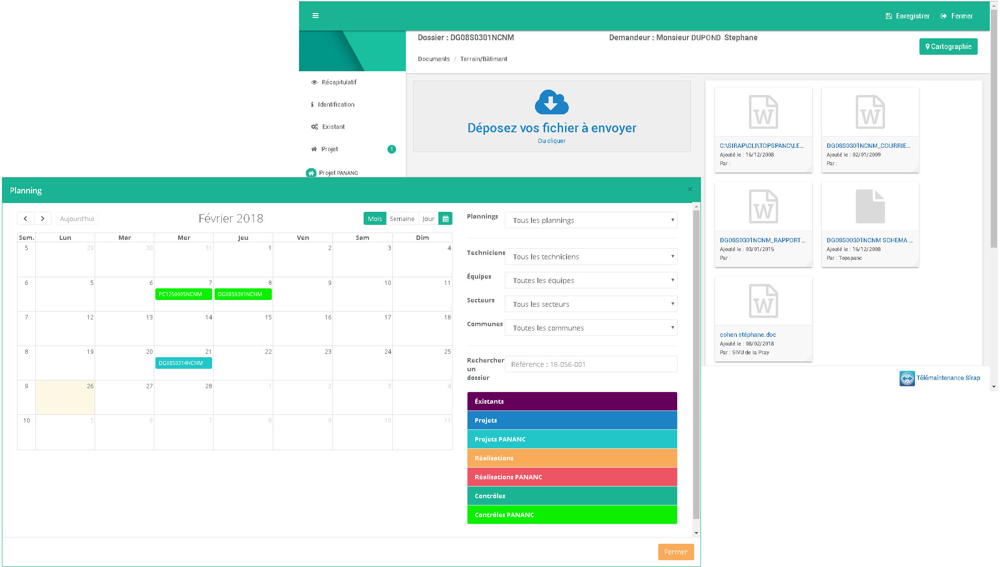 Enregistrer
Fermer
Dossier : DG08S0301NCNM
Demandeur : Monsieur DUPOND Stephane
Cartographie
Documents / Terrain/Bâtiment
Récapitulatif
Identification
Existant
Projet
1
Projet PANANC
Déposez vos fichier à envoyer
Ou cliquer
W
C:\SIRAP\CLI\TOPSPANC\LE...
Ajouté le : 16/12/2008
Par :
W
DG08S0301NCNM_COURRIE...
Ajouté le : 02/01/2009
Par :
W
DG08S0301NCNM_RAPPORT...
Ajouté le : 03/01/2015
Par :
DG08S00301NCNM SCHEMA ...
Ajouté le : 16/12/2008
Par : Topspanc
W
cohen stéphane.doc
Ajouté le : 08/02/2018
Par : SIVU de la Pray
Télémaintenance Sirap
Planning
×
Aujourd'hui
Février 2018
Mois Semaine Jour
Sem. Lun Mar Mer Jeu Ven Sam Dim
5 29 30 31 1 2 3 4
6 5 6 7 8 9 10 11
PC12S0005NCNM DG08S0301NCNM
7 12 13 14 15 16 17 18
8 19 20 21 22 23 24 25
DG08S0314NCNM
9 26 27 28 1 2 3 4
10 5 6 7 8 9 10 11
Plannings Tous les plannings
Techniciens Tous les techniciens
Équipes Toutes les équipes
Secteurs Tous les secteurs
Communes Toutes les communes
Rechercher
un
dossier
Référence : 18-056-001
Éxistants
Projets
Projets PANANC
Réalisations
Réalisations PANANC
Contrôles
Contrôles PANANC
Fermer